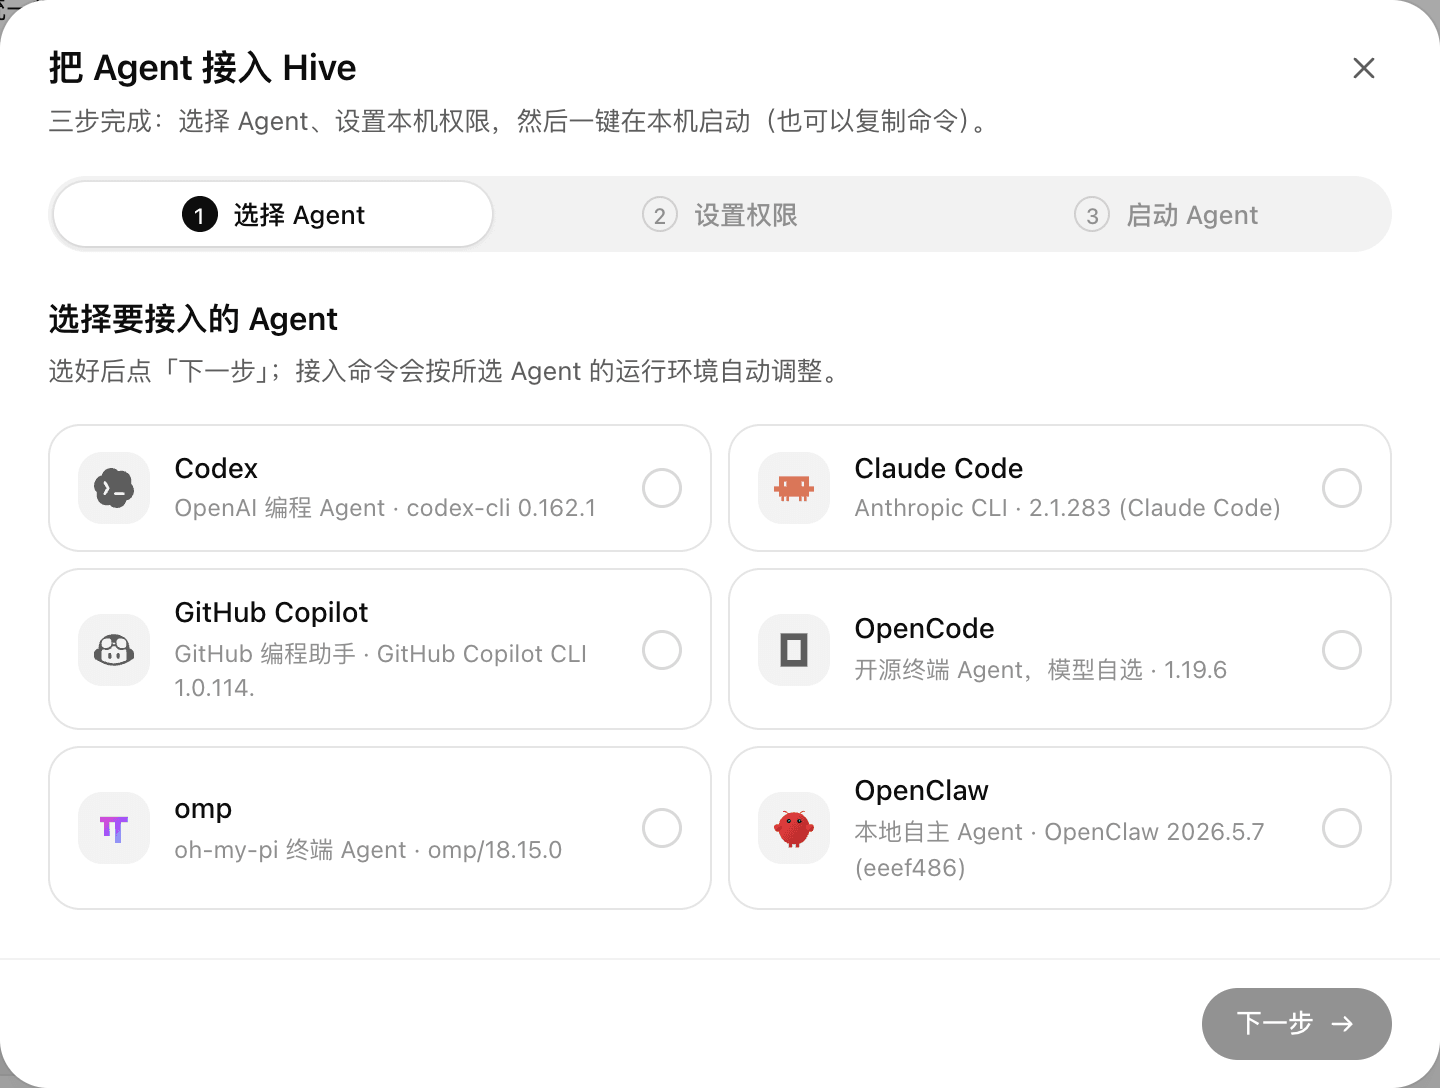 把 Agent 接入 Hive
三步完成：选择 Agent、设置本机权限，然后一键在本机启动（也可以复制命令）。
1 选择 Agent
2 设置权限
3 启动 Agent
选择要接入的 Agent
选好后点「下一步」；接入命令会按所选 Agent 的运行环境自动调整。
Codex
OpenAI 编程 Agent · codex-cli 0.162.1
Claude Code
Anthropic CLI · 2.1.283 (Claude Code)
GitHub Copilot
GitHub 编程助手 · GitHub Copilot CLI
1.0.114.
OpenCode
开源终端 Agent，模型自选 · 1.19.6
omp
oh-my-pi 终端 Agent · omp/18.15.0
OpenClaw
本地自主 Agent · OpenClaw 2026.5.7
(eeef486)
下一步 →